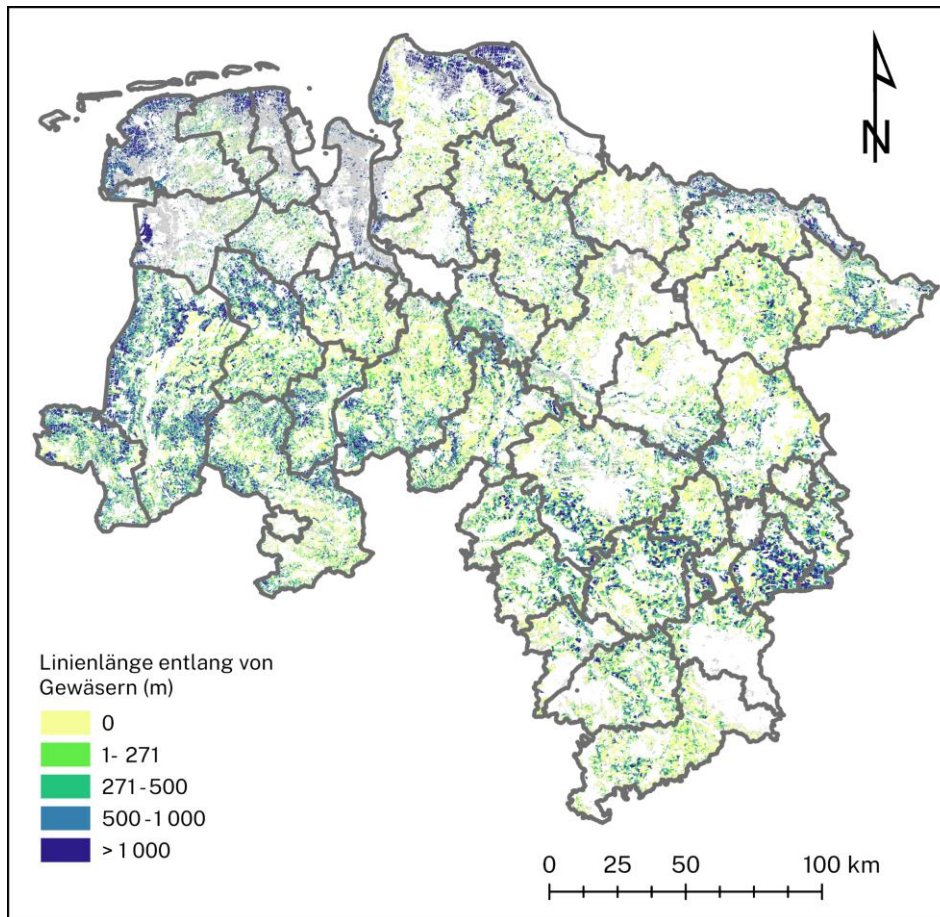 N
Linienlänge entlang von
Gewäsern (m)
0
1- 271
271-500
500-1 000
> 1 000
0 25 50 100 km